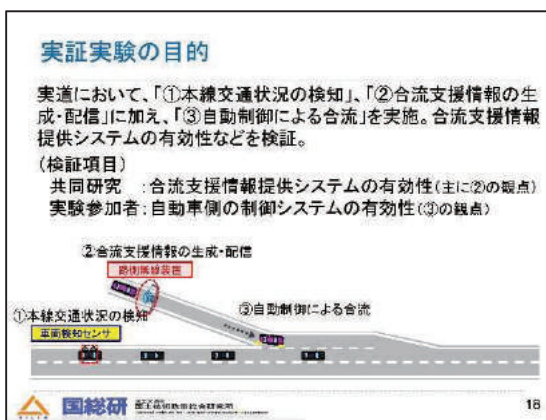 実証実験の目的
実道において、「①本線交通状況の検知」、「②合流支援情報の生
成・配信」に加え、「③自動制御による合流」を実施。合流支援情報
提供システムの有効性などを検証。
（検証項目）
共同研究　：合流支援情報提供システムの有効性(主に②の観点)
実験参加者：自動車側の制御システムの有効性(③の観点)
②合流支援情報の生成・配信
路側無線装置
③自動制御による合流
①本線交通状況の検知
車両検知センサ
国総研
18